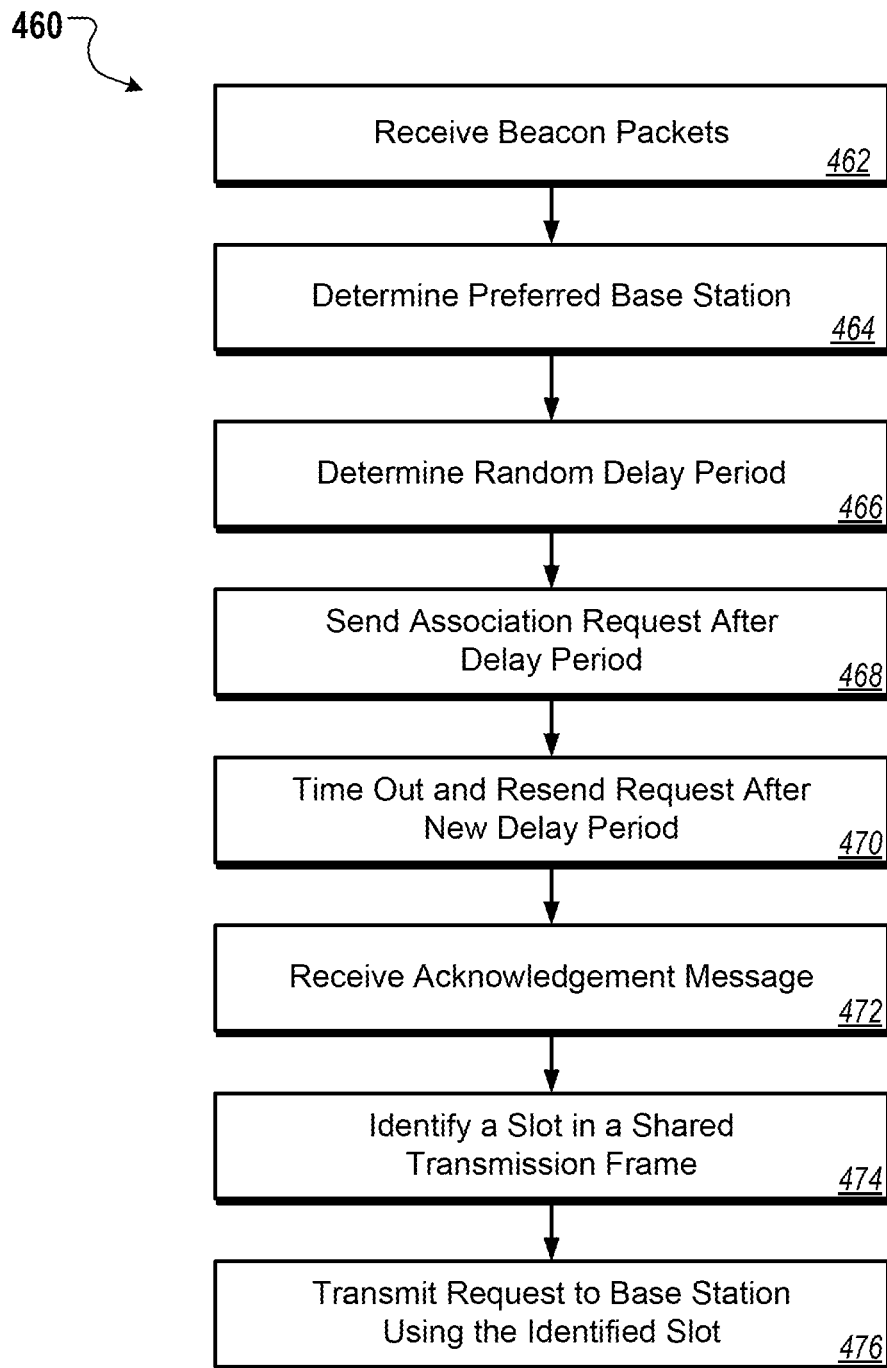 460
Receive Beacon Packets
462
Determine Preferred Base Station
464
Determine Random Delay Period
466
Send Association Request After
Delay Period
468
Time Out and Resend Request After
New Delay Period
470
Receive Acknowledgement Message
472
Identify a Slot in a Shared
Transmission Frame
474
Transmit Request to Base Station
Using the Identified Slot
476